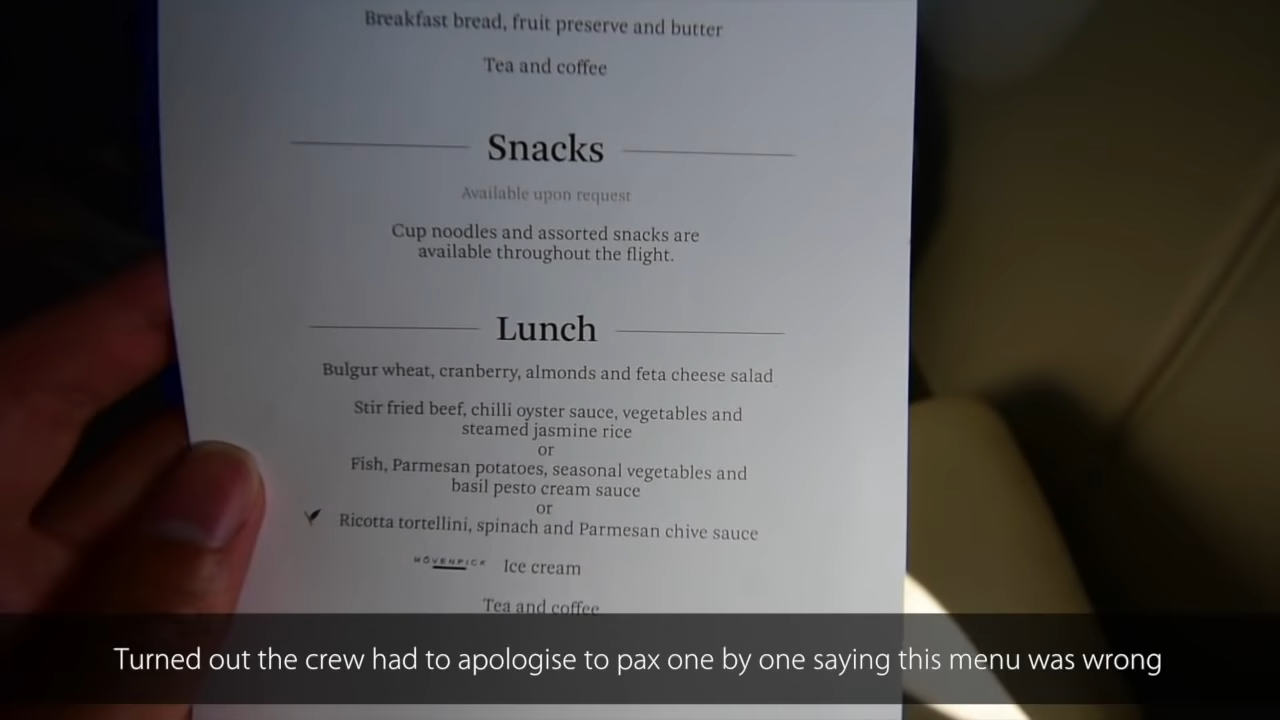 Breakfast bread, fruit preserve and butter
Tea and coffee
Snacks
Available upon request
Cup noodles and assorted snacks are
available throughout the flight.
Lunch
Bulgur wheat, cranberry, almonds and feta cheese salad
Stir fried beef, chilli oyster sauce, vegetables and
steamed jasmine rice
or
Fish, Parmesan potatoes, seasonal vegetables and
basil pesto cream sauce
or
Ricotta tortellini, spinach and Parmesan chive sauce
MÖVENPICK Ice cream
Tea and coffee
Turned out the crew had to apologise to pax one by one saying this menu was wrong